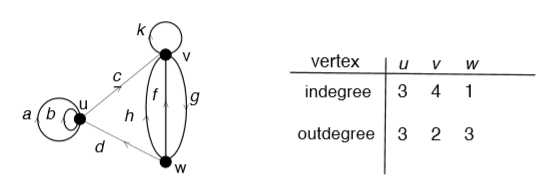 k
v
c
u
f
g
a
b
h
d
w
vertex u v w
indegree 3 4 1
outdegree 3 2 3